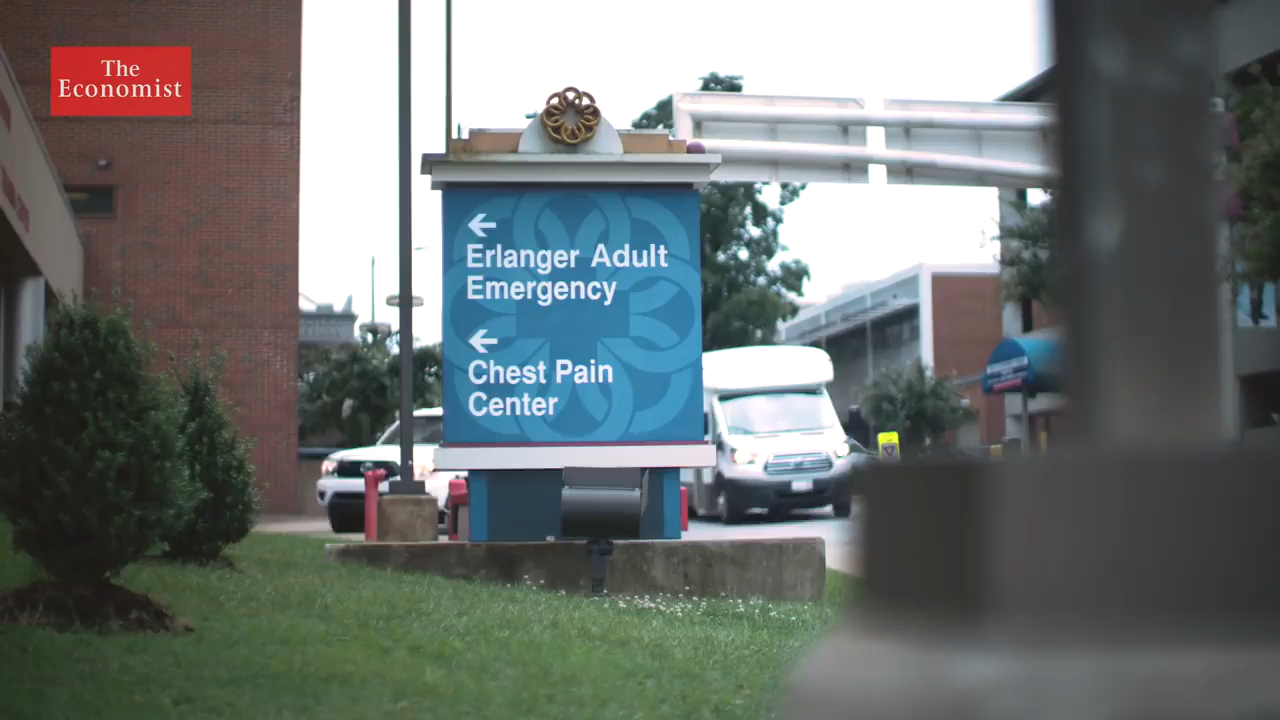 The
Economist
Erlanger Adult
Emergency
Chest Pain
Center